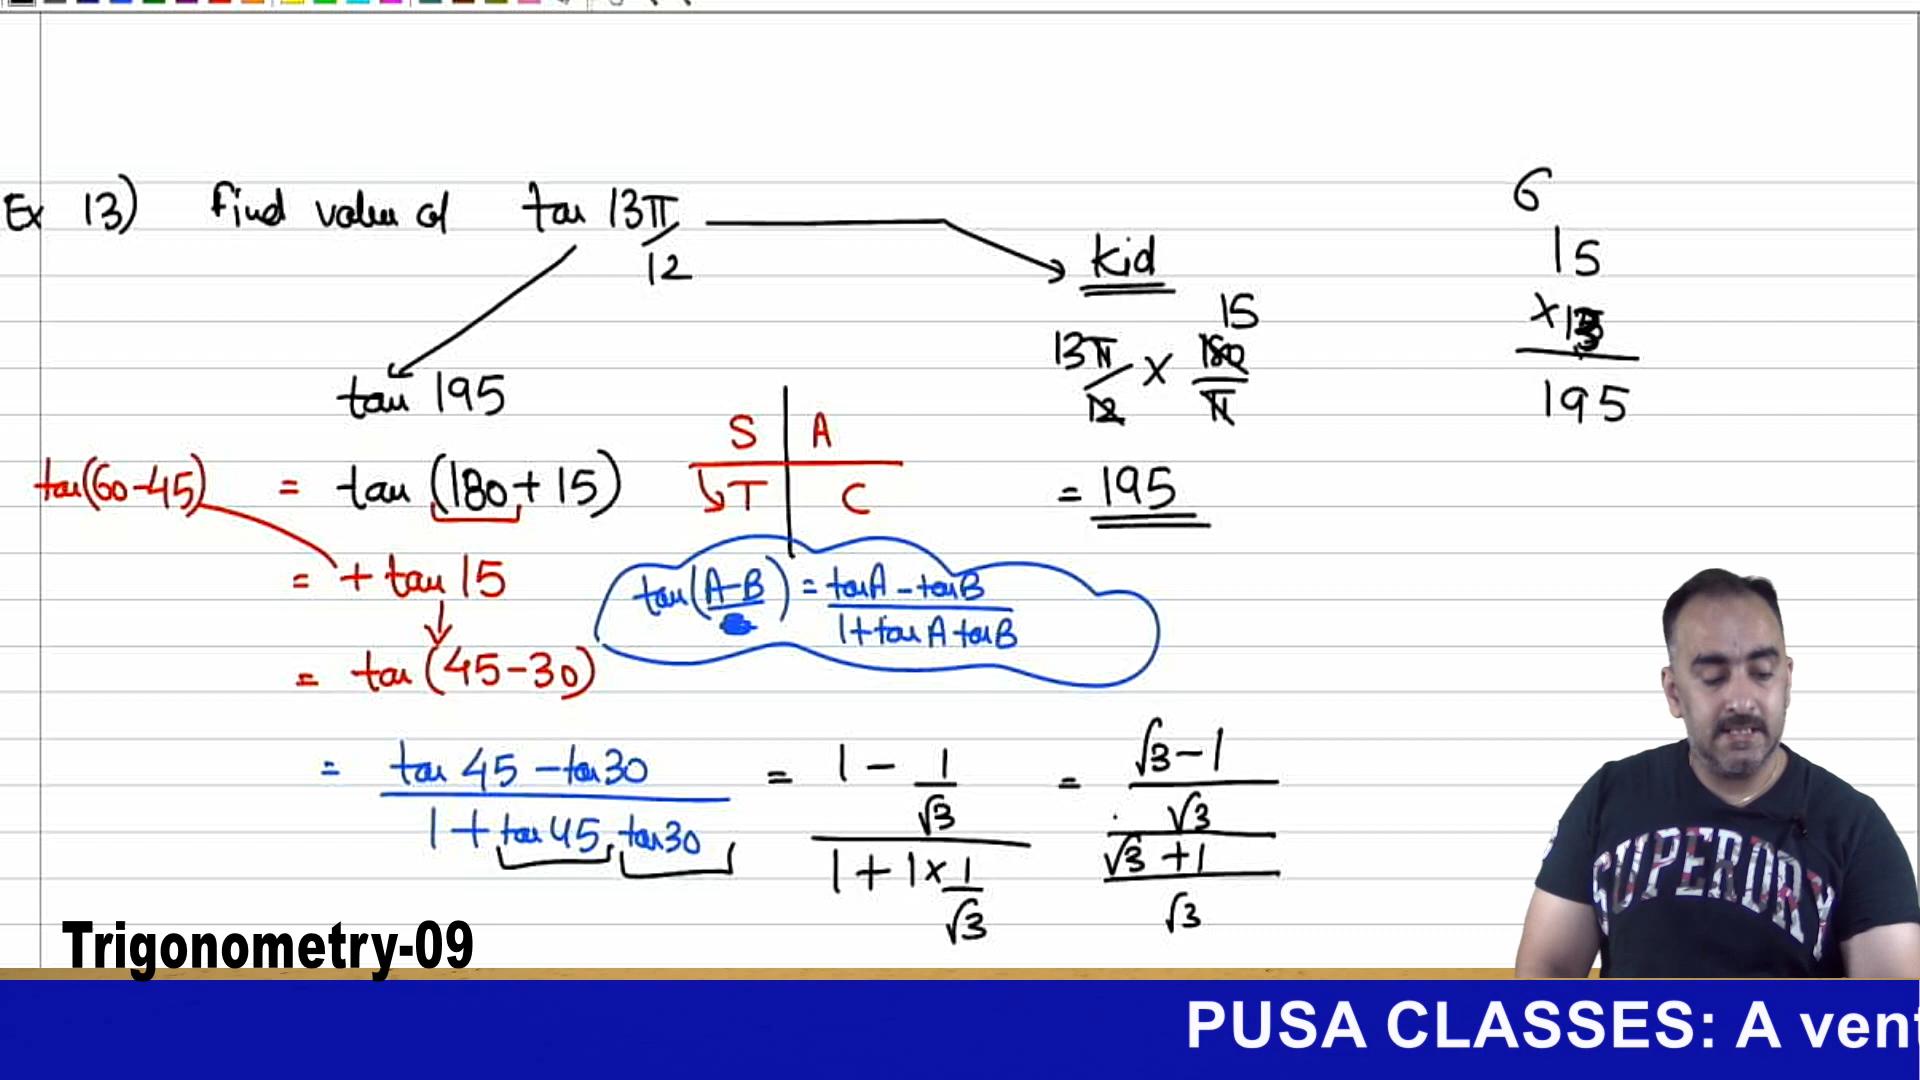 Ex 13) find value of tan 13π/12
kid
13π/12 × 180/π
15
= 195
6
15
×13
195
tan 195
= tan (180+15)
S A
T C
tan(60-45)
= + tan 15
tan(A-B) = tanA - tanB / 1+tanA tanB
= tan (45-30)
= tan 45 - tan 30 / 1 + tan 45 tan 30 = 1 - 1/√3 / 1 + 1×1/√3 = √3-1/√3 / √3+1/√3
Trigonometry-09
SUPERDRY
PUSA CLASSES: A vent